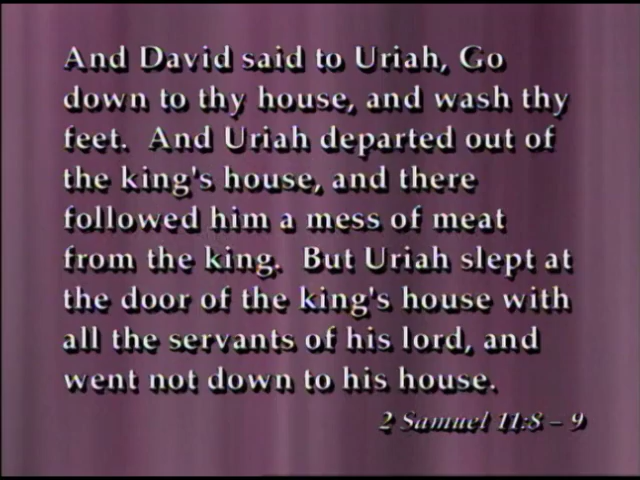 And David said to Uriah, Go
down to thy house, and wash thy
feet.  And Uriah departed out of
the king's house, and there
followed him a mess of meat
from the king.  But Uriah slept at
the door of the king's house with
all the servants of his lord, and
went not down to his house.
2 Samuel 11:8 – 9